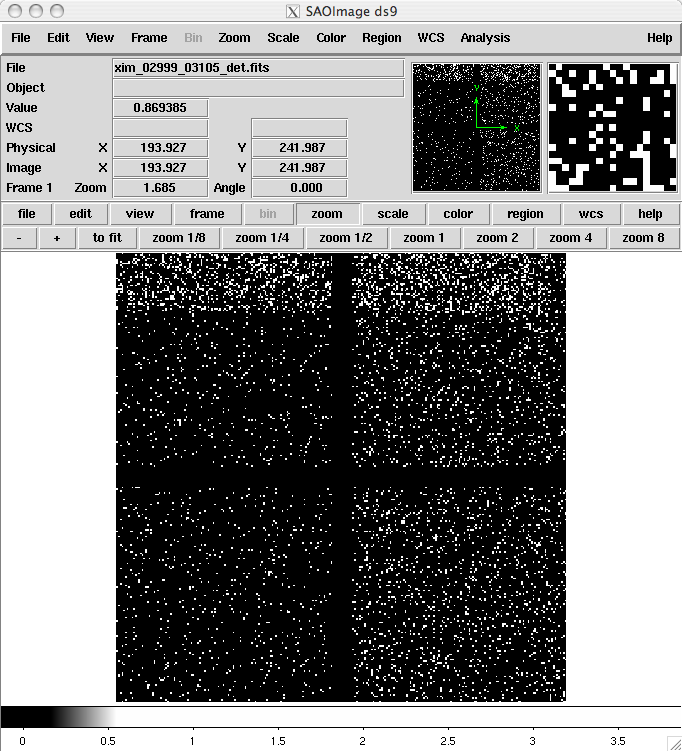 SAOImage ds9
File Edit View Frame Bin Zoom Scale Color Region WCS Analysis Help
File xim_02999_03105_det.fits
Object
Value 0.869385
WCS
Physical X 193.927 Y 241.987
Image X 193.927 Y 241.987
Frame 1 Zoom 1.685 Angle 0.000
Y
X
file edit view frame bin zoom scale color region wcs help
- + to fit zoom 1/8 zoom 1/4 zoom 1/2 zoom 1 zoom 2 zoom 4 zoom 8
0 0.5 1 1.5 2 2.5 3 3.5